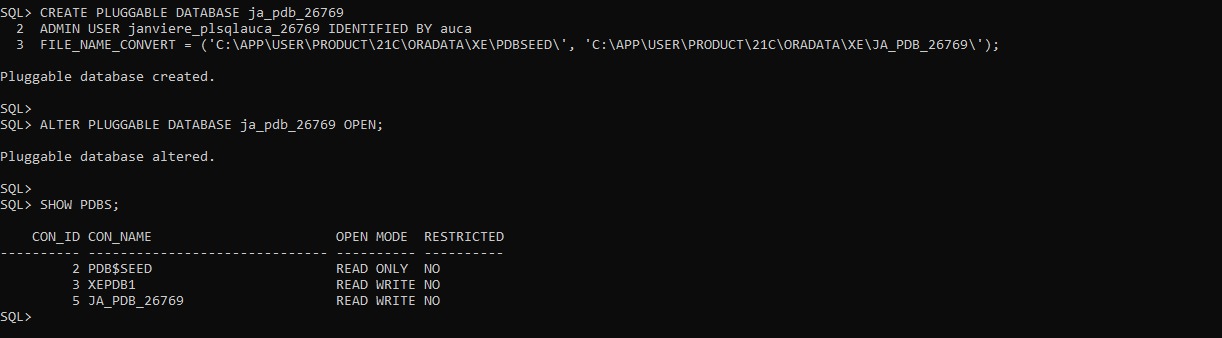 SQL> CREATE PLUGGABLE DATABASE ja_pdb_26769
  2  ADMIN USER janviere_plsqlauca_26769 IDENTIFIED BY auca
  3  FILE_NAME_CONVERT = ('C:\APP\USER\PRODUCT\21C\ORADATA\XE\PDBSEED\', 'C:\APP\USER\PRODUCT\21C\ORADATA\XE\JA_PDB_26769\');
Pluggable database created.
SQL>
SQL> ALTER PLUGGABLE DATABASE ja_pdb_26769 OPEN;
Pluggable database altered.
SQL>
SQL> SHOW PDBS;
    CON_ID CON_NAME                       OPEN MODE  RESTRICTED
---------- ------------------------------ ---------- ----------
         2 PDB$SEED                       READ ONLY  NO
         3 XEPDB1                         READ WRITE NO
         5 JA_PDB_26769                   READ WRITE NO
SQL>